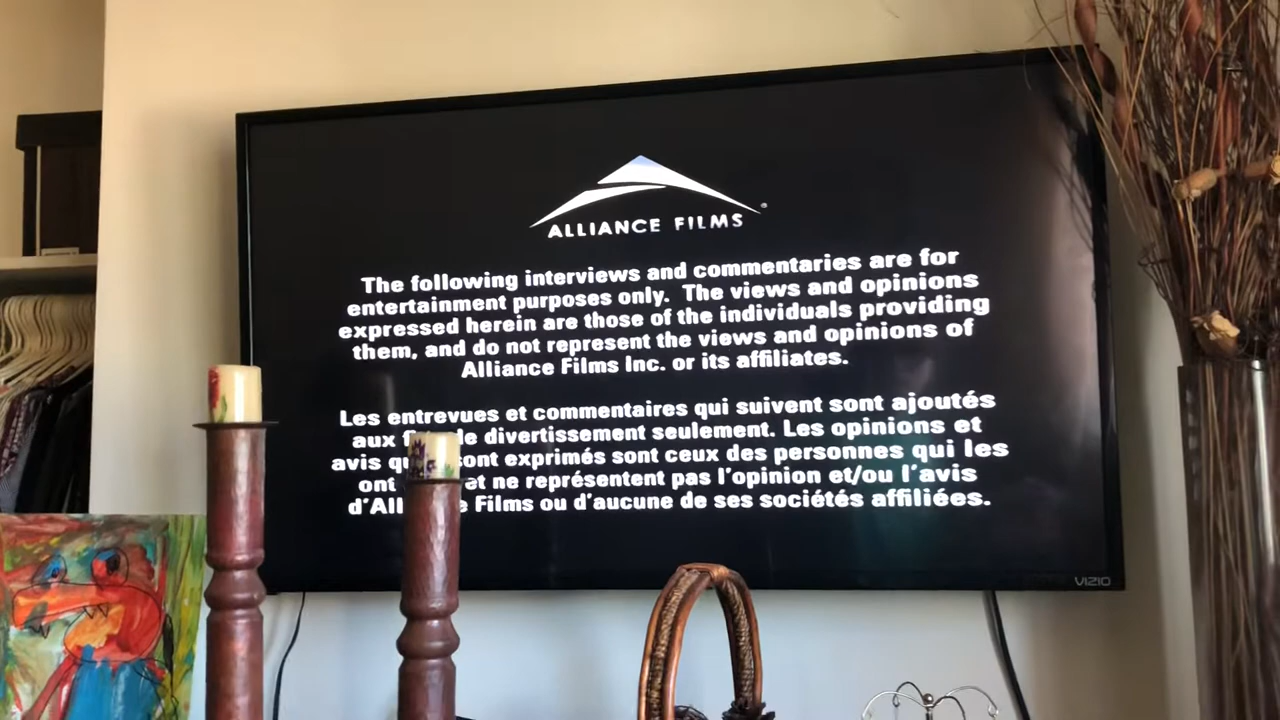 ALLIANCE FILMS
The following interviews and commentaries are for
entertainment purposes only. The views and opinions
expressed herein are those of the individuals providing
them, and do not represent the views and opinions of
Alliance Films Inc. or its affiliates.
Les entrevues et commentaires qui suivent sont ajoutés
aux de divertissement seulement. Les opinions et
avis sont exprimés sont ceux des personnes qui les
ont et ne représentent pas l'opinion et/ou l'avis
Films ou d'aucune de ses sociétés affiliées.
VIZIO